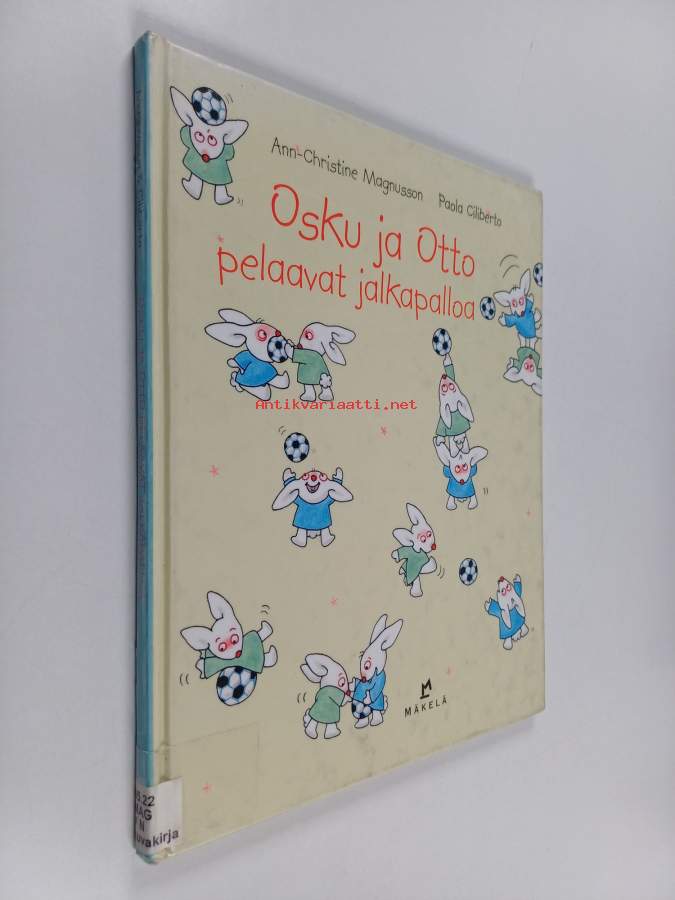 Ann-Christine Magnusson Paola Ciliberto
Osku ja Otto
pelaavat jalkapalloa
Antikvariaatti.net
MÄKELÄ